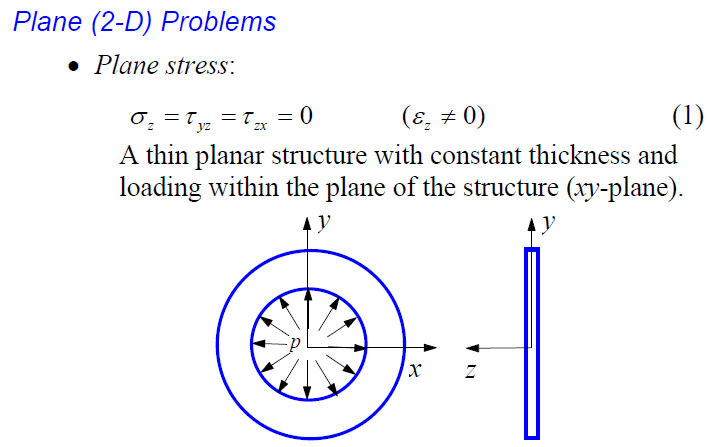 Plane (2-D) Problems
• Plane stress:
σ_z = τ_yz = τ_zx = 0 (ε_z ≠ 0) (1)
A thin planar structure with constant thickness and
loading within the plane of the structure (xy-plane).
y y
p
x z